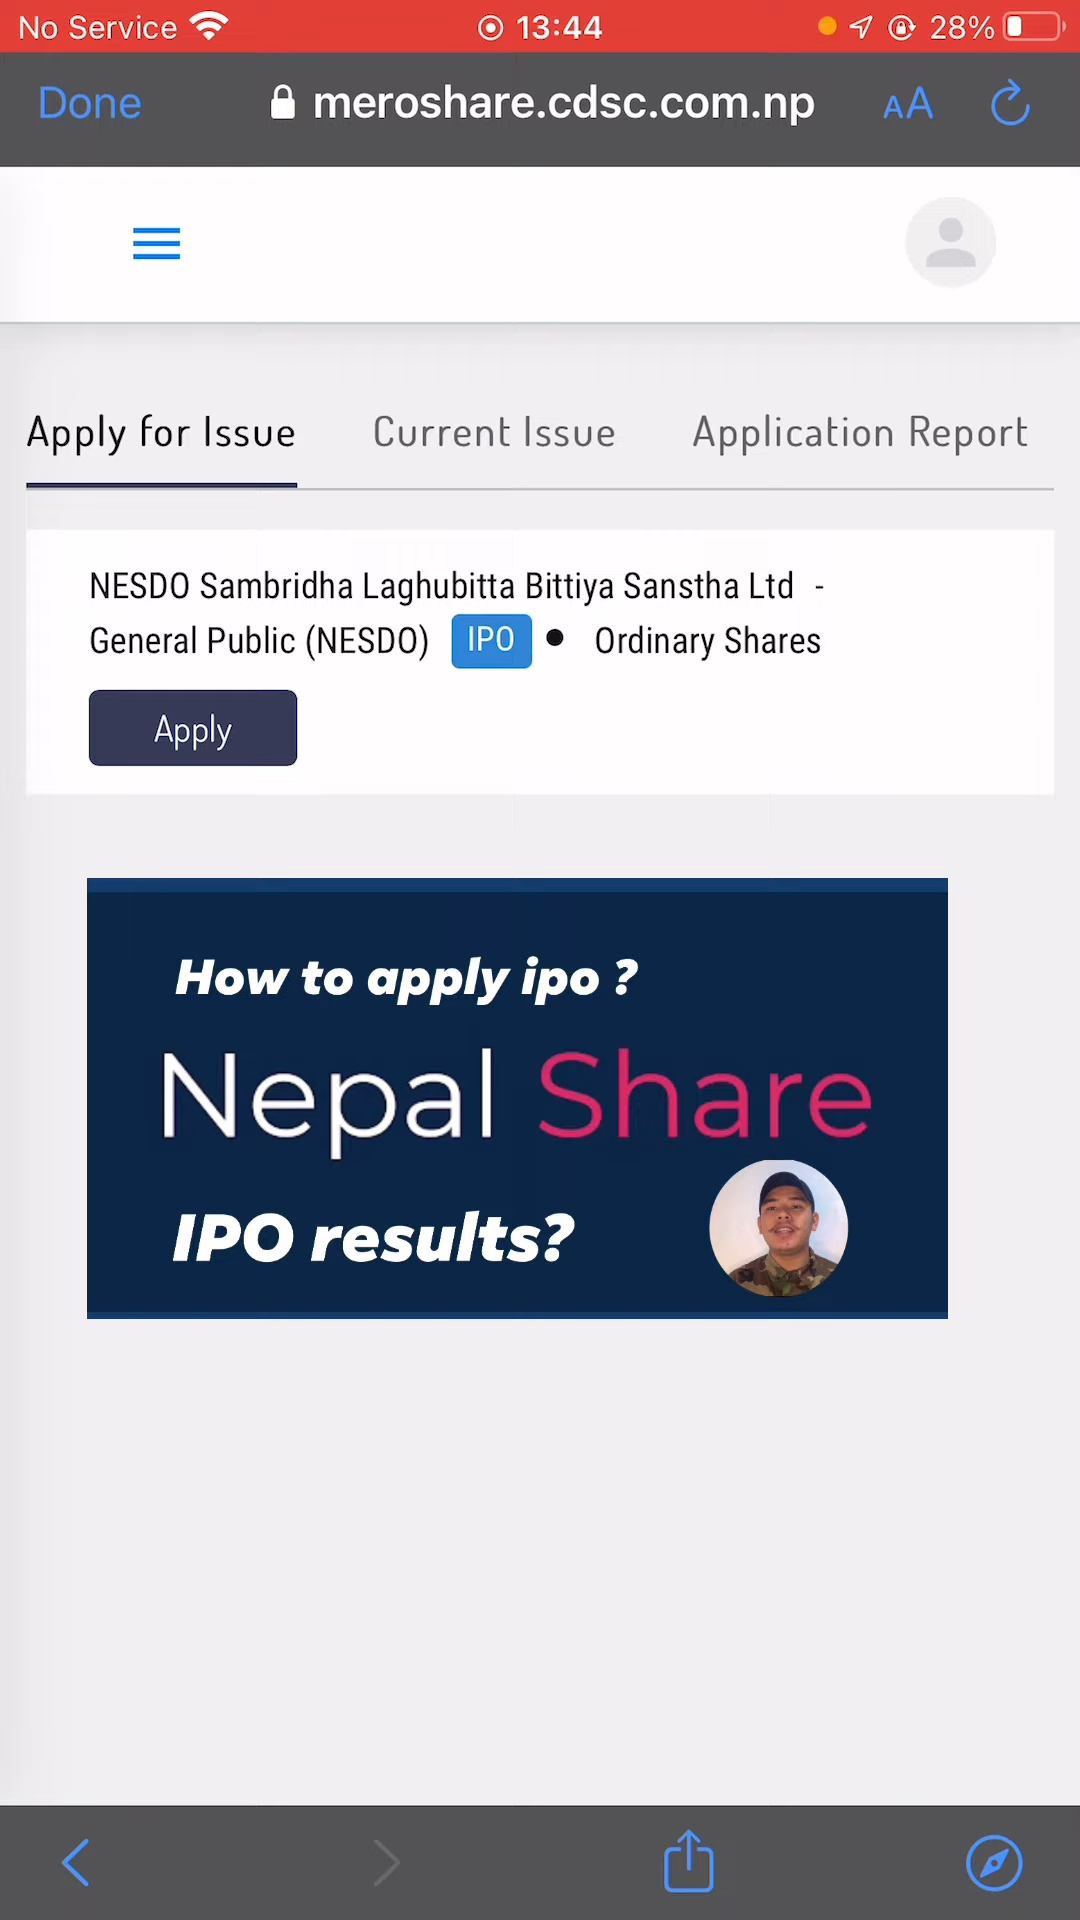 No Service 13:44 28%
Done meroshare.cdsc.com.np AA
Apply for Issue Current Issue Application Report
NESDO Sambridha Laghubitta Bittiya Sanstha Ltd -
General Public (NESDO) IPO ● Ordinary Shares
Apply
How to apply ipo ?
Nepal Share
IPO results?